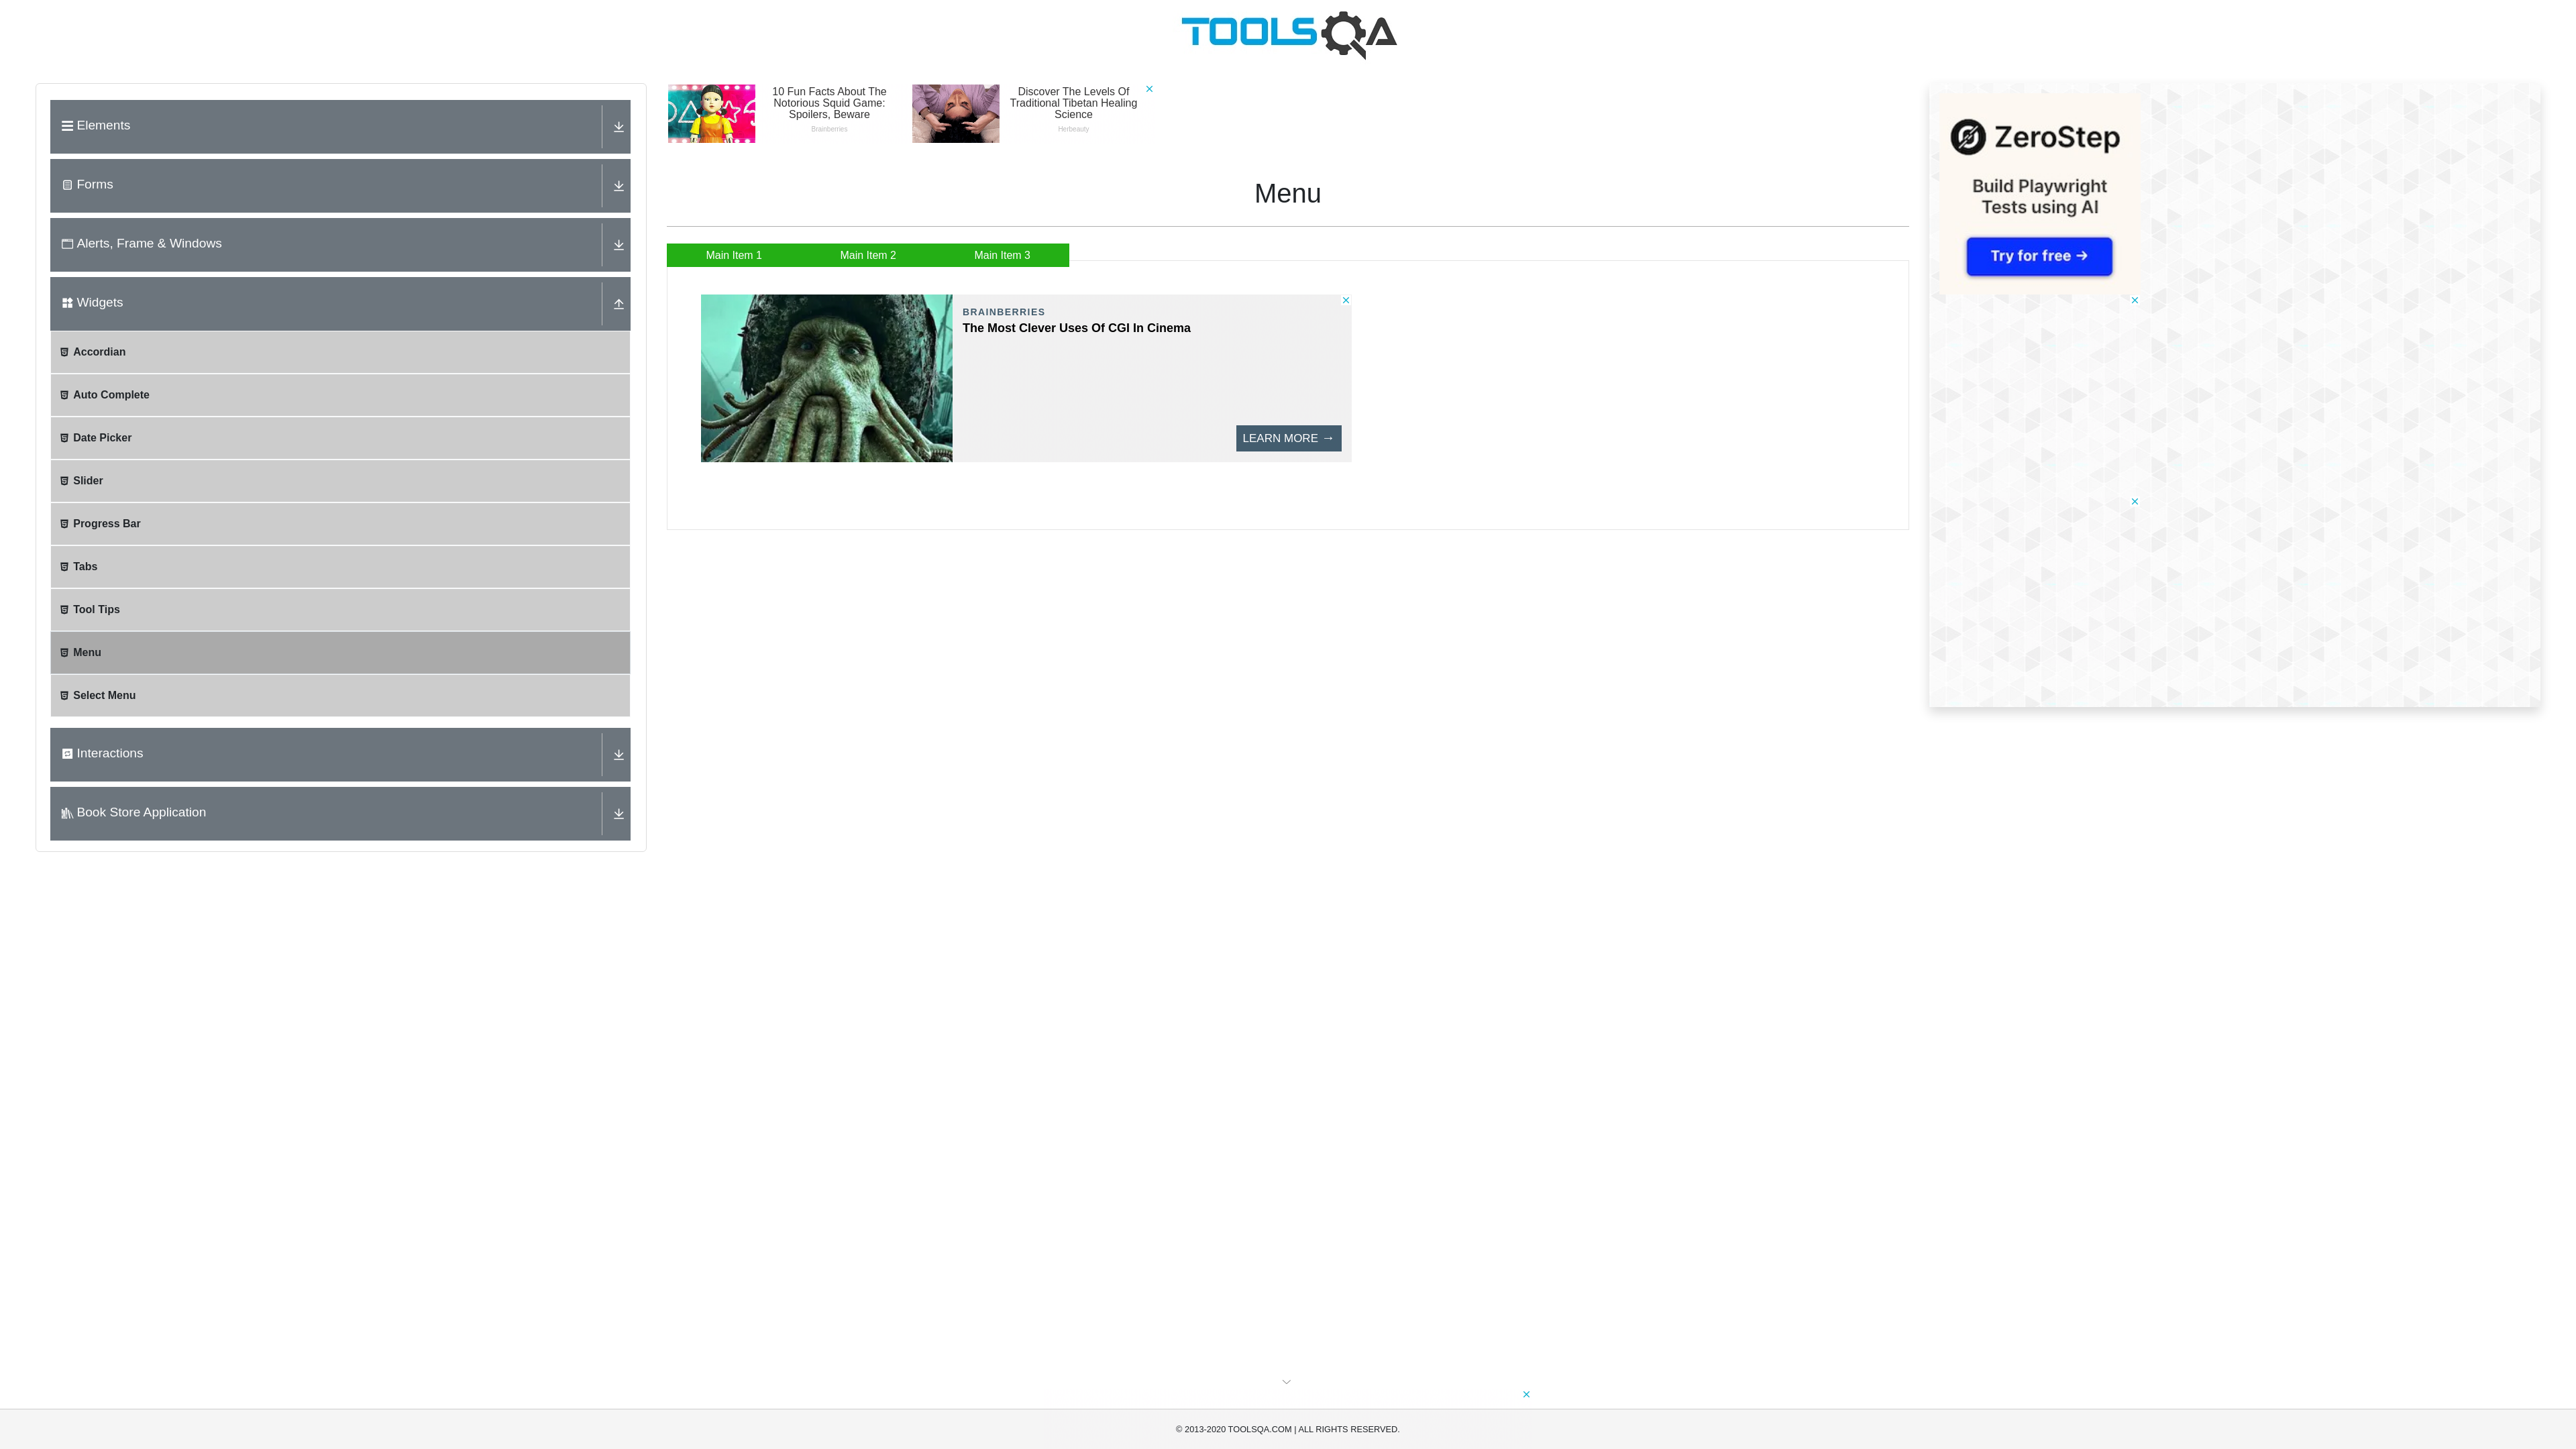 TOOLSQA
Elements
Forms
Alerts, Frame & Windows
Widgets
Accordian
Auto Complete
Date Picker
Slider
Progress Bar
Tabs
Tool Tips
Menu
Select Menu
Interactions
Book Store Application
10 Fun Facts About The
Notorious Squid Game:
Spoilers, Beware
Brainberries
Discover The Levels Of
Traditional Tibetan Healing
Science
Herbeauty
Menu
Main Item 1
Main Item 2
Main Item 3
BRAINBERRIES
The Most Clever Uses Of CGI In Cinema
LEARN MORE →
ZeroStep
Build Playwright
Tests using AI
Try for free →
© 2013-2020 TOOLSQA.COM | ALL RIGHTS RESERVED.